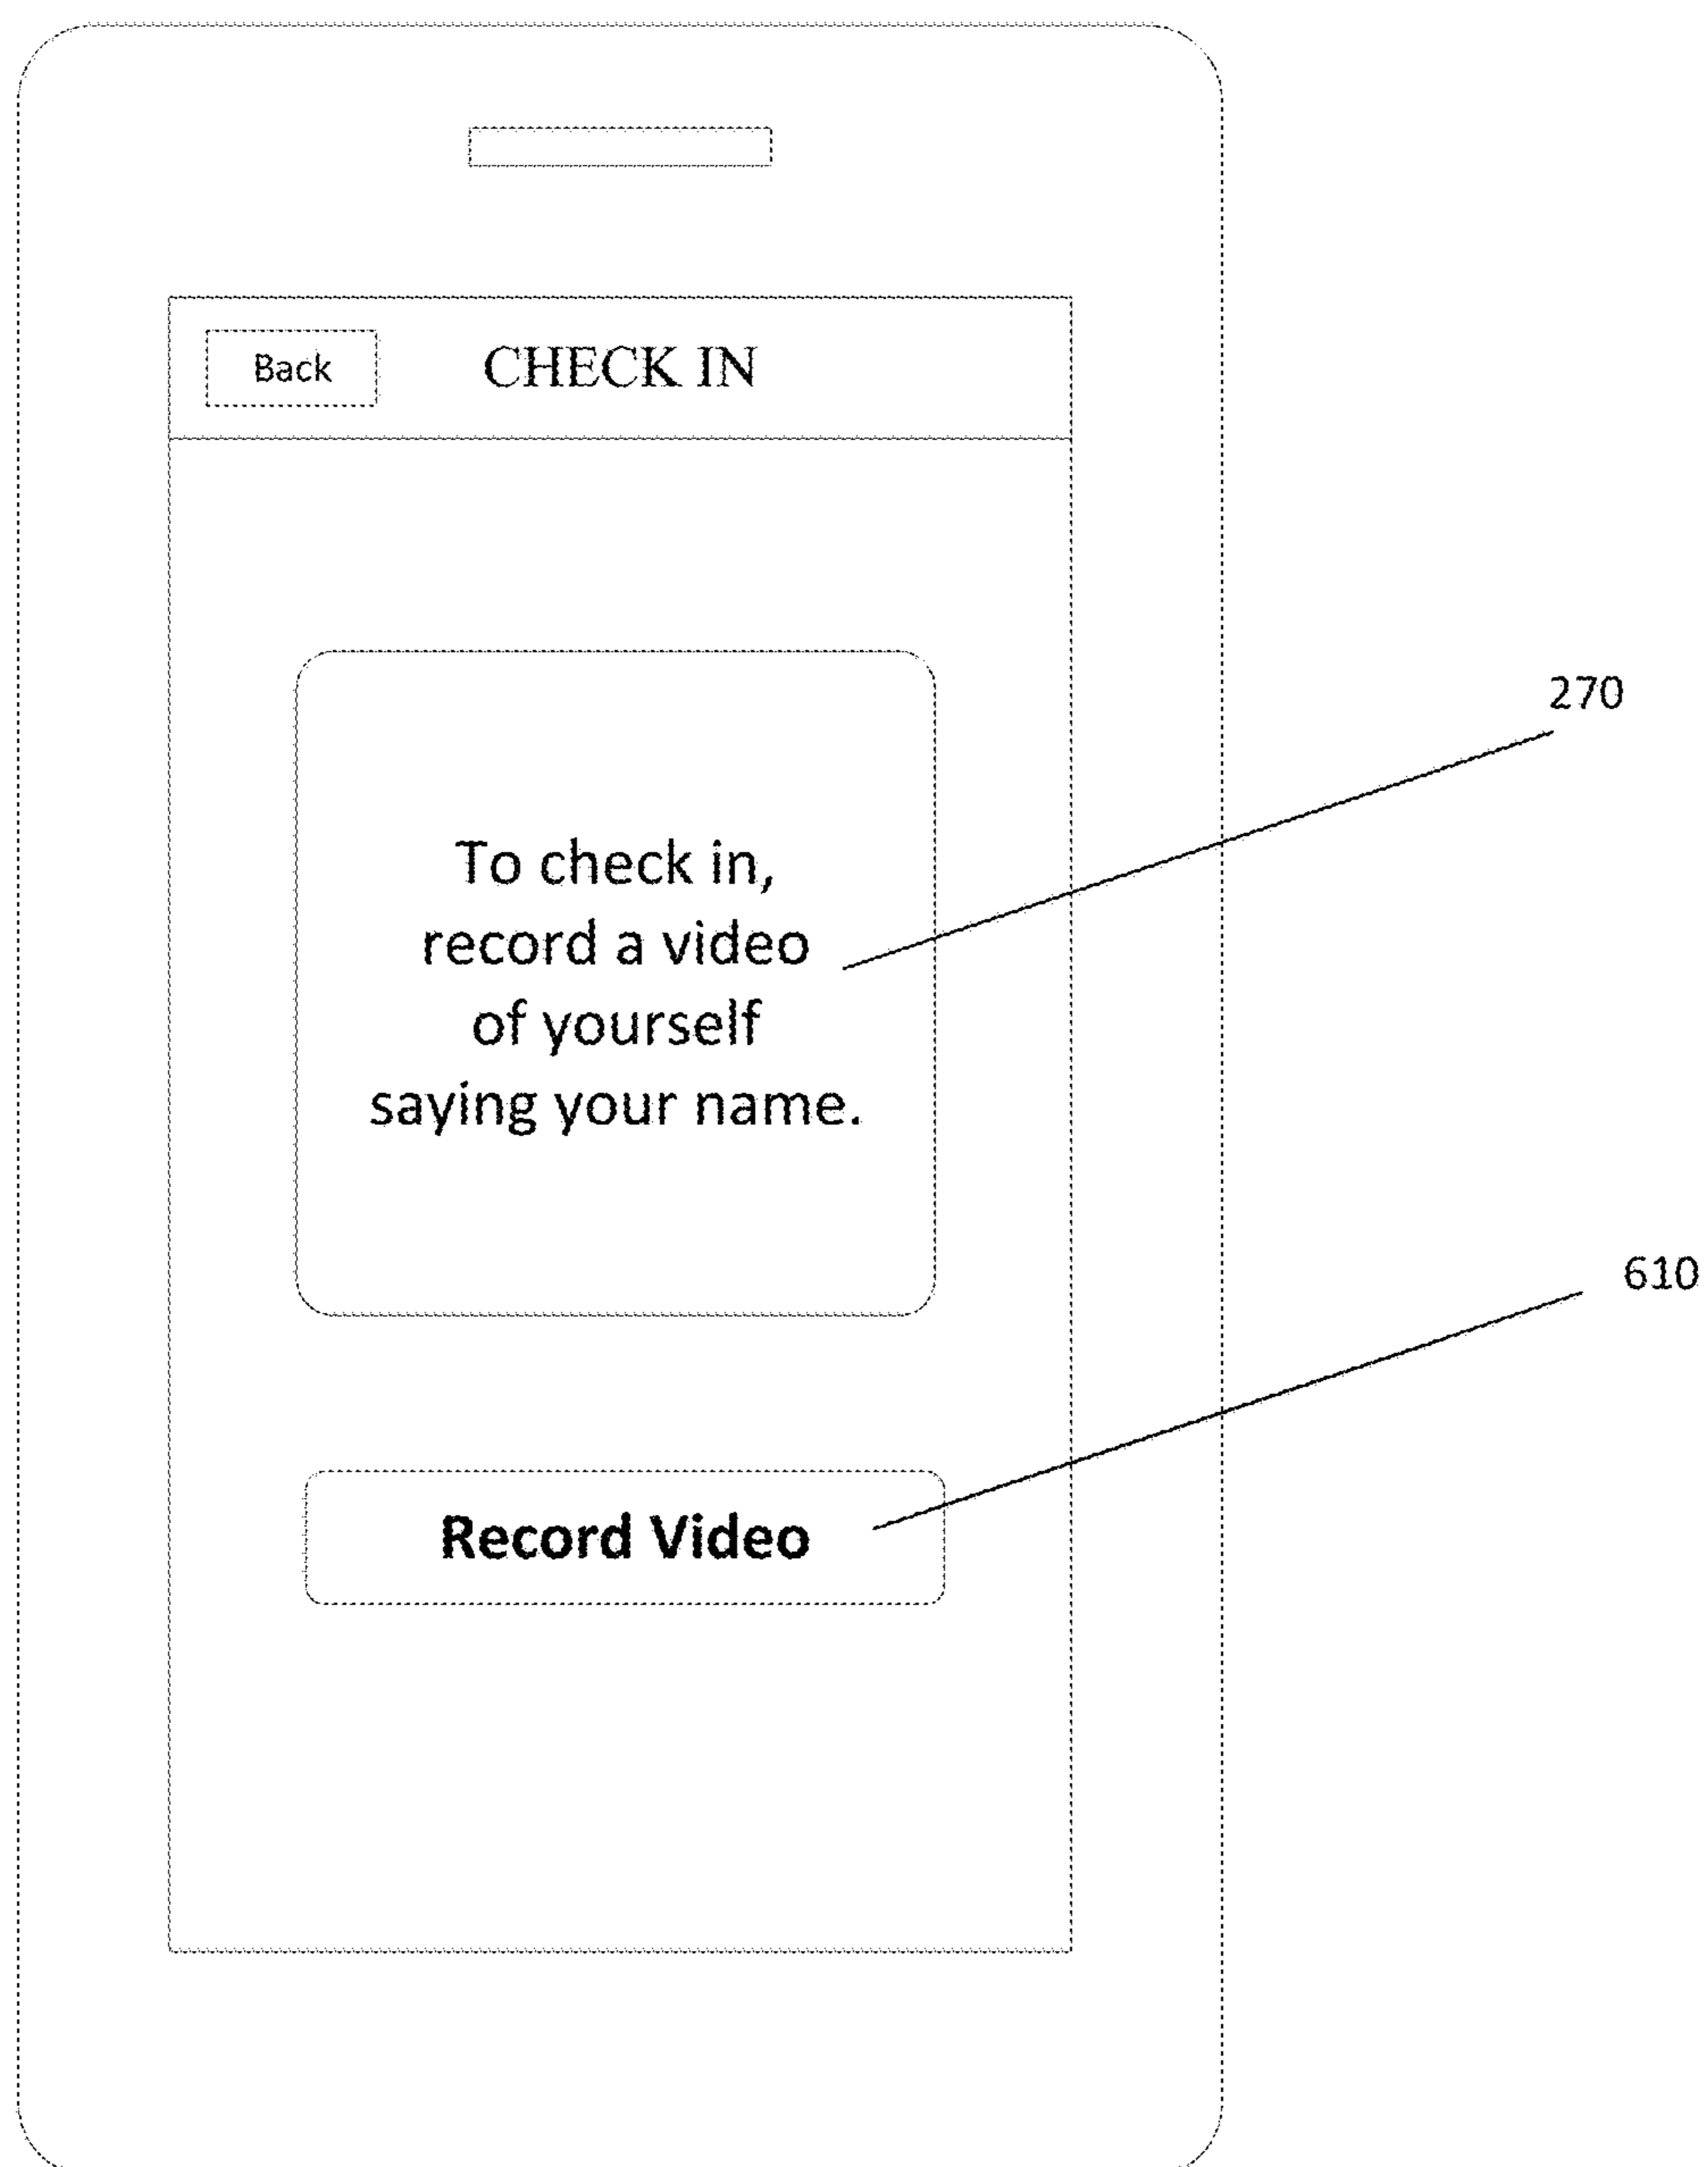 Back CHECK IN
270
To check in,
record a video
of yourself
saying your name.
610
Record Video